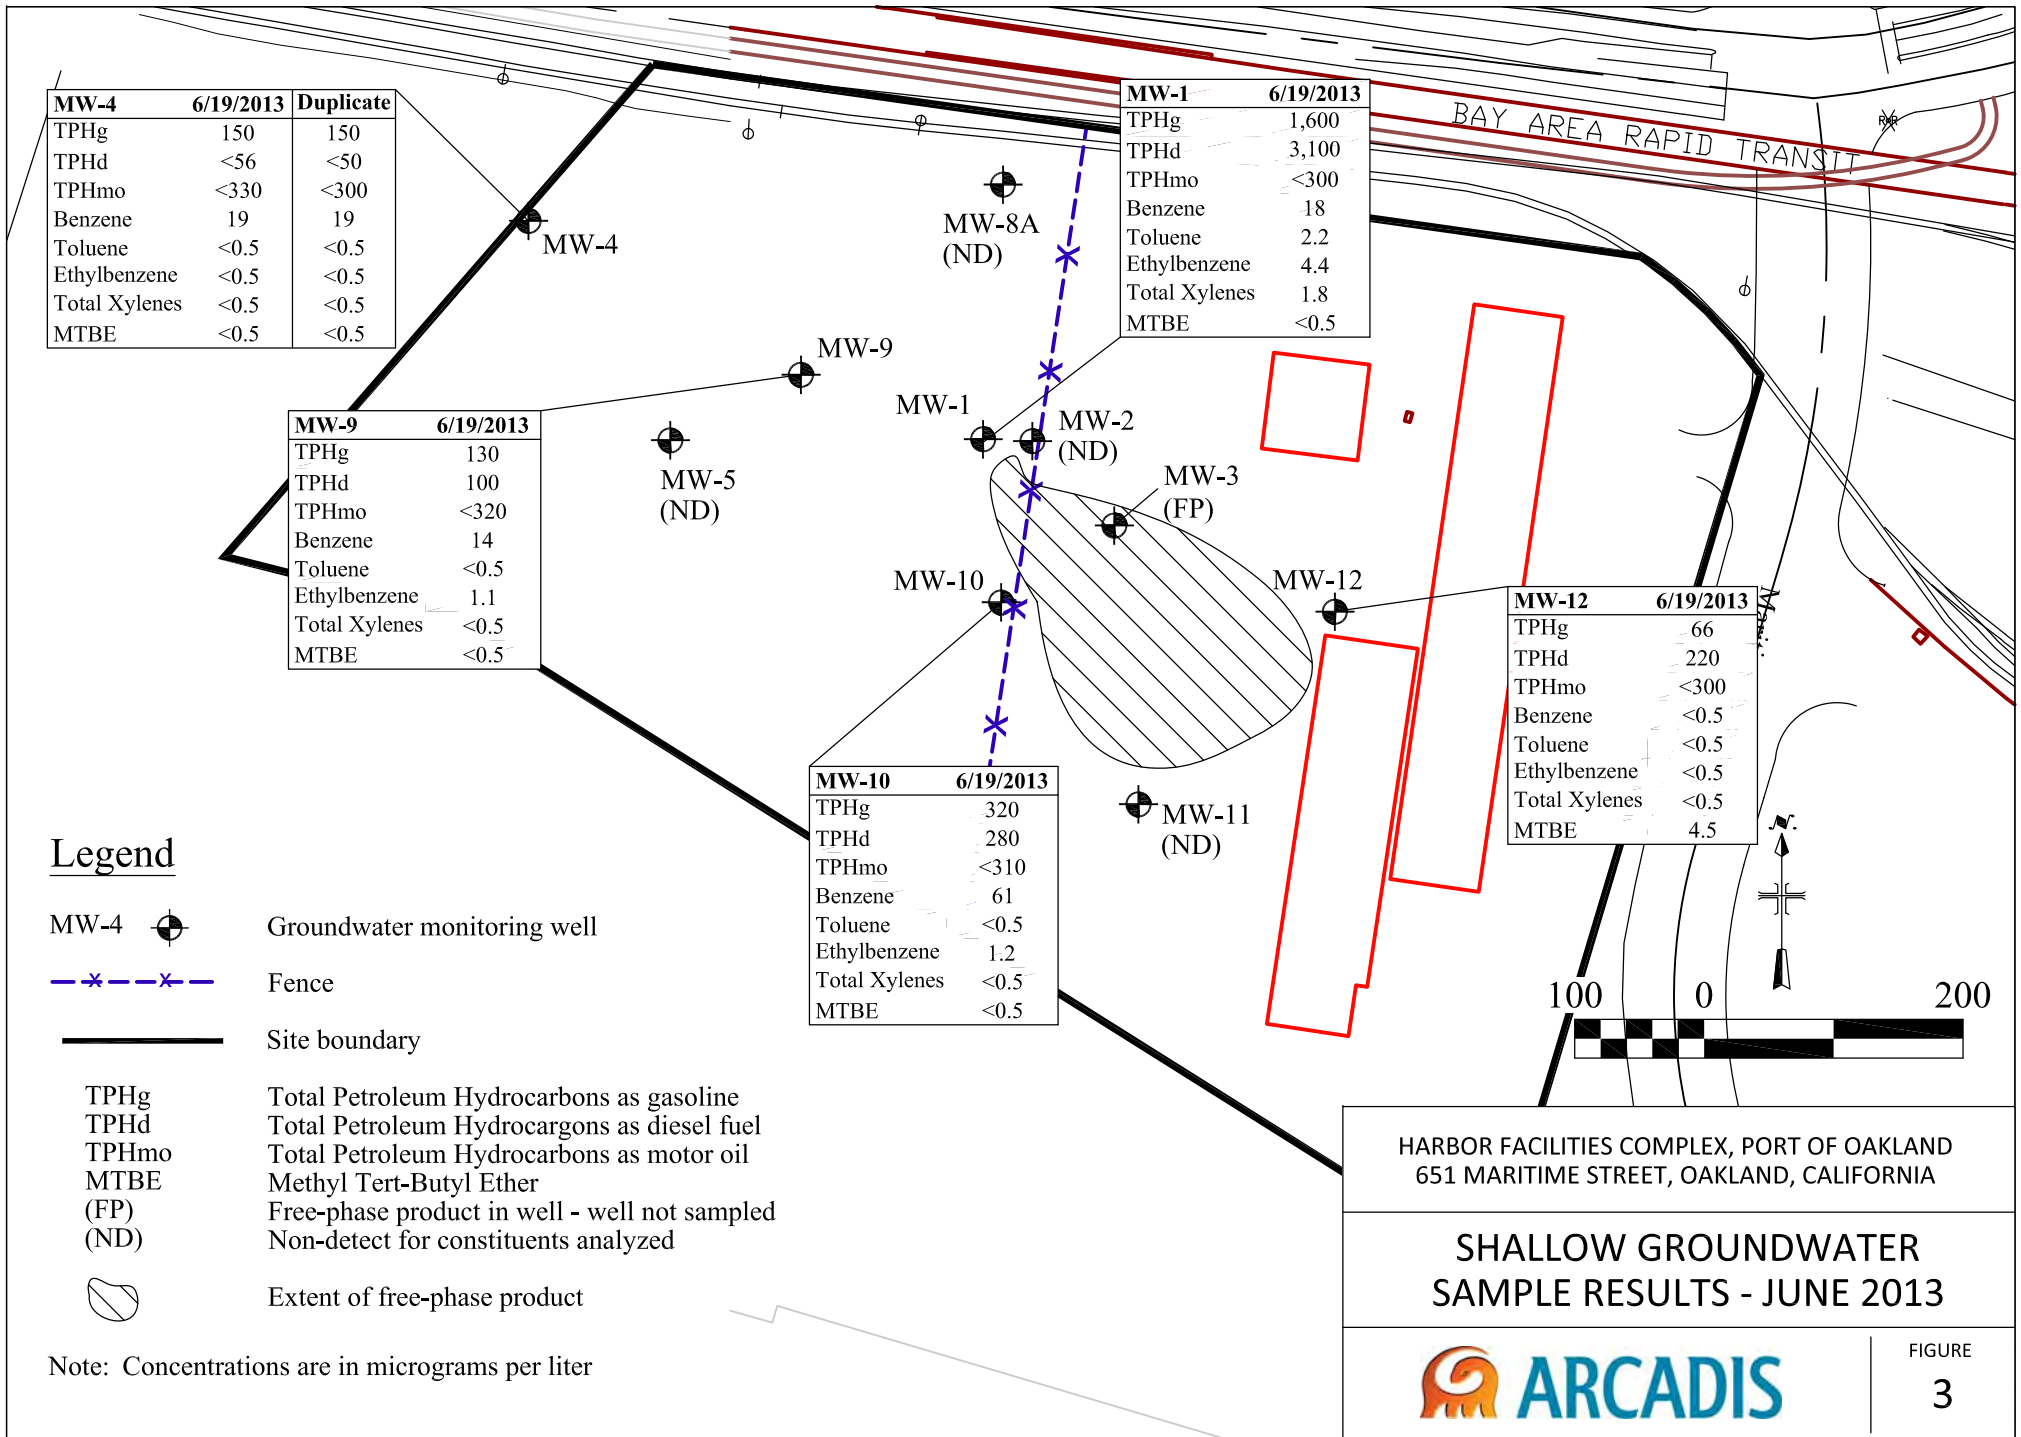 MW-4 6/19/2013 Duplicate
TPHg 150 150
TPHd <56 <50
TPHmo <330 <300
Benzene 19 19
Toluene <0.5 <0.5
Ethylbenzene <0.5 <0.5
Total Xylenes <0.5 <0.5
MTBE <0.5 <0.5
MW-1 6/19/2013
TPHg 1,600
TPHd 3,100
TPHmo <300
Benzene 18
Toluene 2.2
Ethylbenzene 4.4
Total Xylenes 1.8
MTBE <0.5
BAY AREA RAPID TRANSIT
MW-4
MW-8A
(ND)
MW-9
MW-1
MW-2
(ND)
MW-5
(ND)
MW-3
(FP)
MW-10
MW-12
MW-11
(ND)
MW-9 6/19/2013
TPHg 130
TPHd 100
TPHmo <320
Benzene 14
Toluene <0.5
Ethylbenzene 1.1
Total Xylenes <0.5
MTBE <0.5
MW-12 6/19/2013
TPHg 66
TPHd 220
TPHmo <300
Benzene <0.5
Toluene <0.5
Ethylbenzene <0.5
Total Xylenes <0.5
MTBE 4.5
MW-10 6/19/2013
TPHg 320
TPHd 280
TPHmo <310
Benzene 61
Toluene <0.5
Ethylbenzene 1.2
Total Xylenes <0.5
MTBE <0.5
Legend
MW-4 Groundwater monitoring well
Fence
Site boundary
TPHg Total Petroleum Hydrocarbons as gasoline
TPHd Total Petroleum Hydrocargons as diesel fuel
TPHmo Total Petroleum Hydrocarbons as motor oil
MTBE Methyl Tert-Butyl Ether
(FP) Free-phase product in well - well not sampled
(ND) Non-detect for constituents analyzed
Extent of free-phase product
Note: Concentrations are in micrograms per liter
100 0 200
HARBOR FACILITIES COMPLEX, PORT OF OAKLAND
651 MARITIME STREET, OAKLAND, CALIFORNIA
SHALLOW GROUNDWATER
SAMPLE RESULTS - JUNE 2013
ARCADIS
FIGURE
3